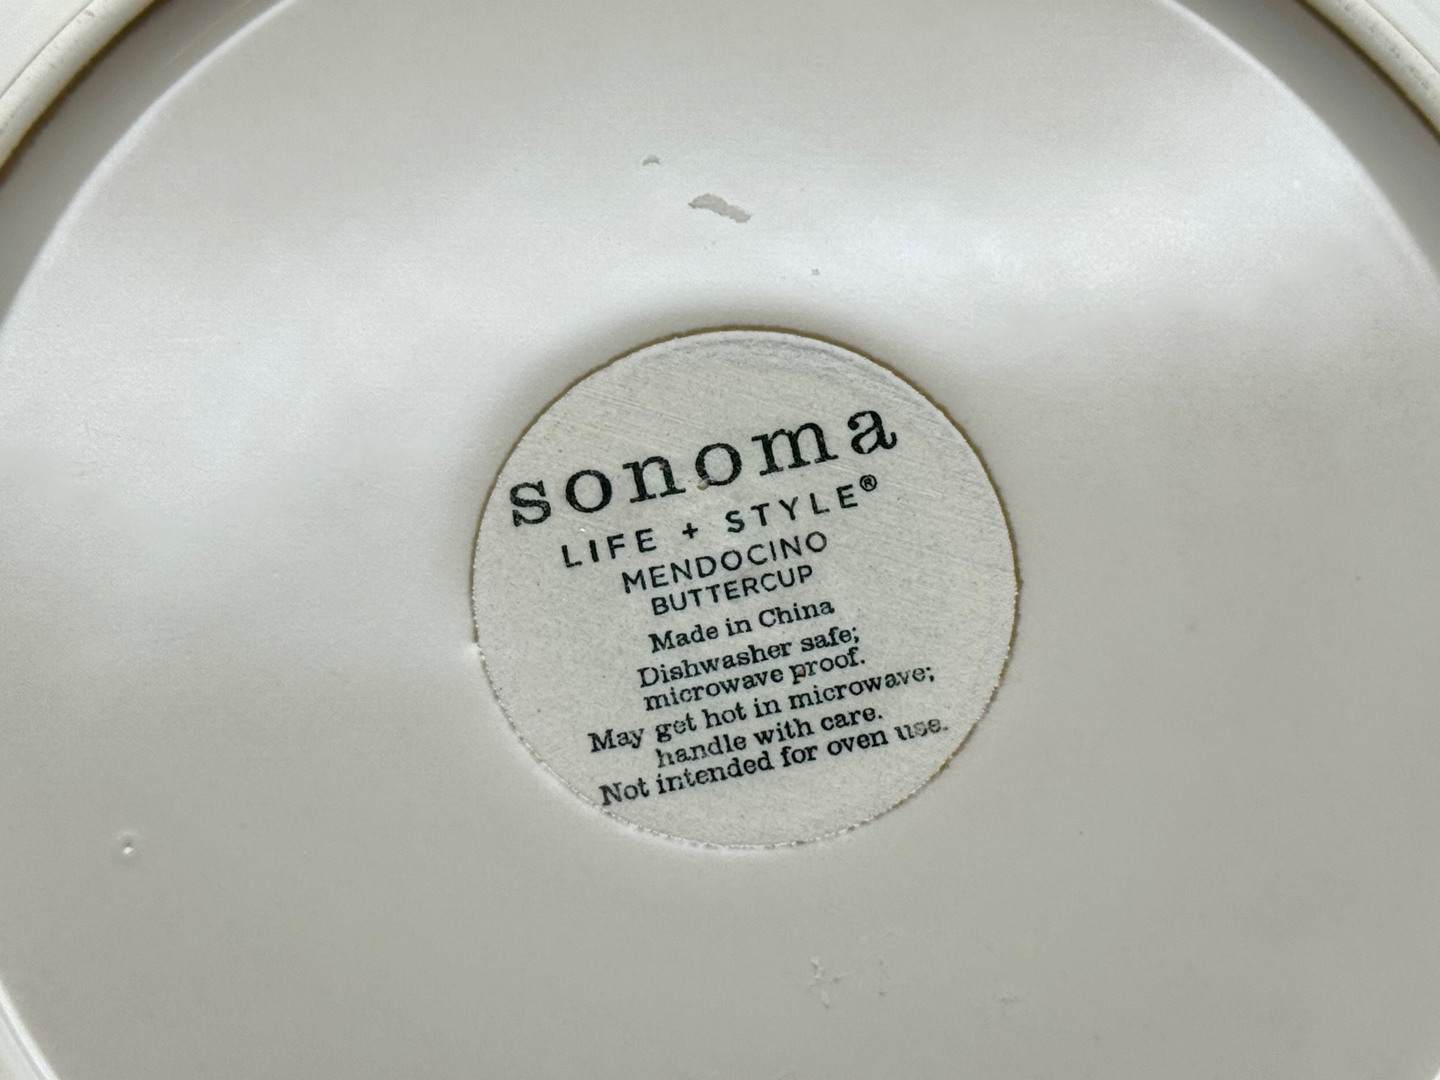 sonoma
LIFE + STYLE®
MENDOCINO
BUTTERCUP
Made in China
Dishwasher safe;
microwave proof.
May get hot in microwave;
handle with care.
Not intended for oven use.